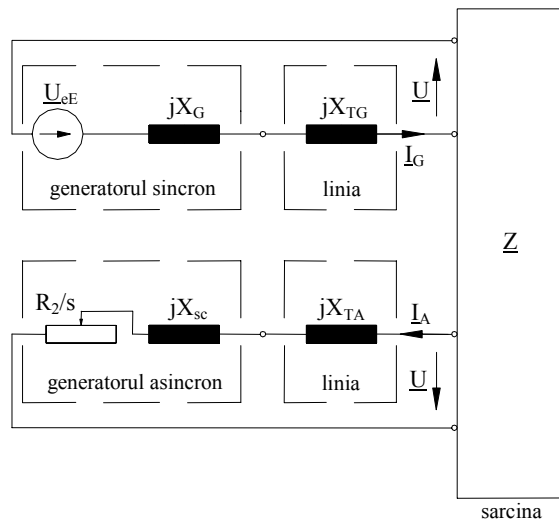 U_eE
jX_G
jX_TG
U
I_G
generatorul sincron
linia
Z
R_2/s
jX_sc
jX_TA
I_A
generatorul asincron
linia
U
sarcina